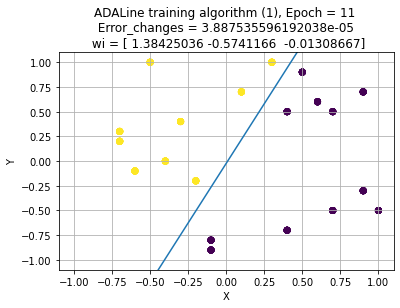 ADALine training algorithm (1), Epoch = 11
Error_changes = 3.887535596192038e-05
wi = [ 1.38425036 -0.5741166  -0.01308667]
1.00
0.75
0.50
0.25
0.00
-0.25
-0.50
-0.75
-1.00
Y
-1.00 -0.75 -0.50 -0.25 0.00 0.25 0.50 0.75 1.00
X